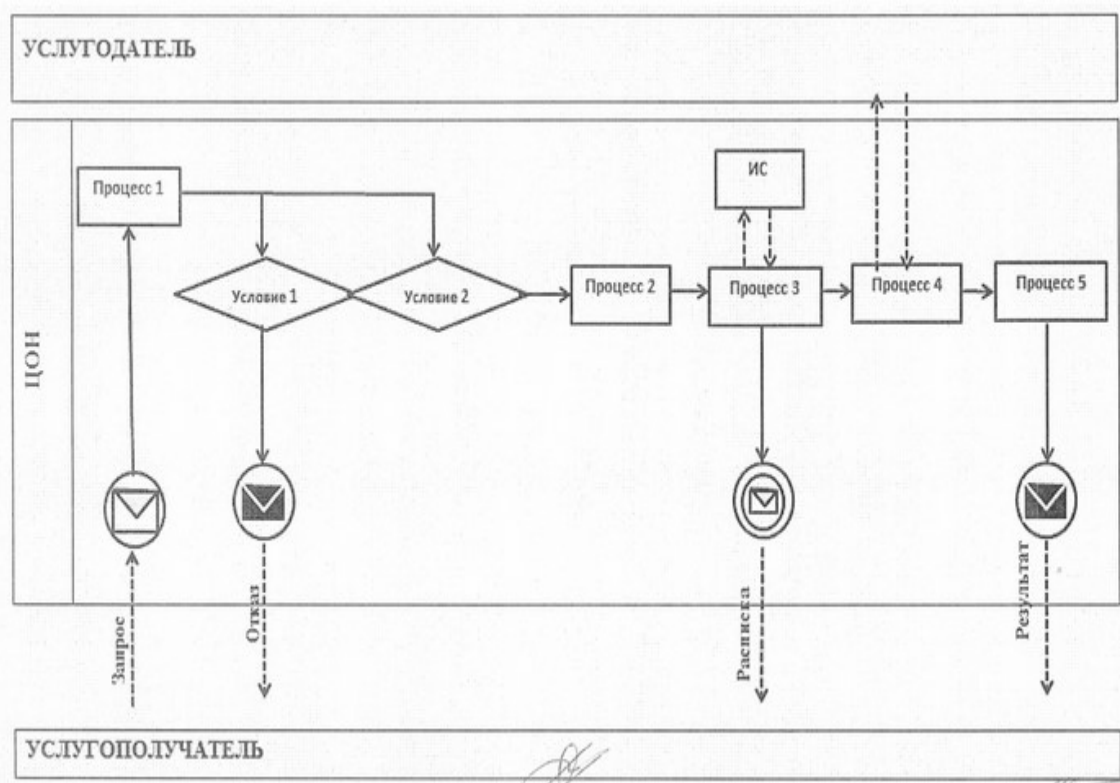 УСЛУГОДАТЕЛЬ
ЦОН
Процесс 1
ИС
Условие 1
Условие 2
Процесс 2
Процесс 3
Процесс 4
Процесс 5
Запрос
Отказ
Расписка
Результат
УСЛУГОПОЛУЧАТЕЛЬ